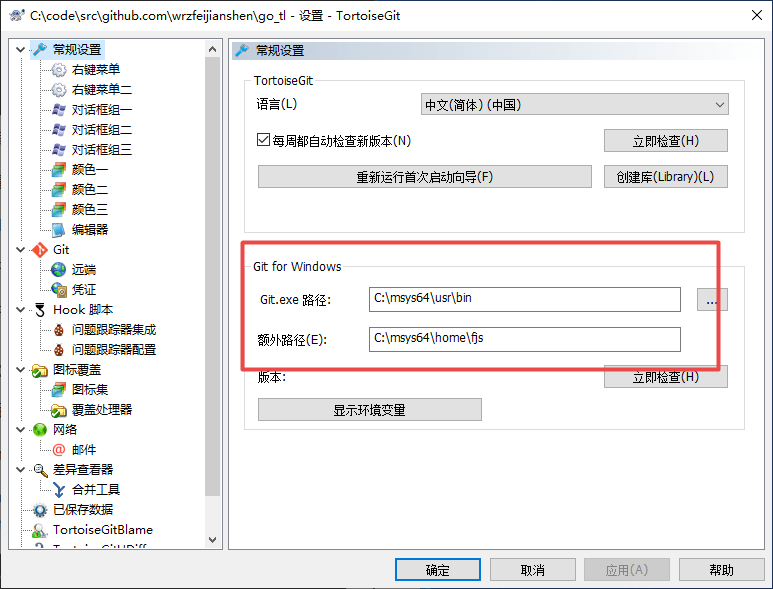 C:\code\src\github.com\wrzfeijianshen\go_tl - 设置 - TortoiseGit
常规设置
右键菜单
右键菜单二
对话框组一
对话框组二
对话框组三
颜色一
颜色二
颜色三
编辑器
Git
远端
凭证
Hook 脚本
问题跟踪器集成
问题跟踪器配置
图标覆盖
图标集
覆盖处理器
网络
邮件
差异查看器
合并工具
已保存数据
TortoiseGitBlame
常规设置
TortoiseGit
语言(L) 中文(简体) (中国)
每周都自动检查新版本(N) 立即检查(H)
重新运行首次启动向导(F) 创建库(Library)(L)
Git for Windows
Git.exe 路径: C:\msys64\usr\bin ...
额外路径(E): C:\msys64\home\fjs
版本: 立即检查(H)
显示环境变量
确定 取消 应用(A) 帮助